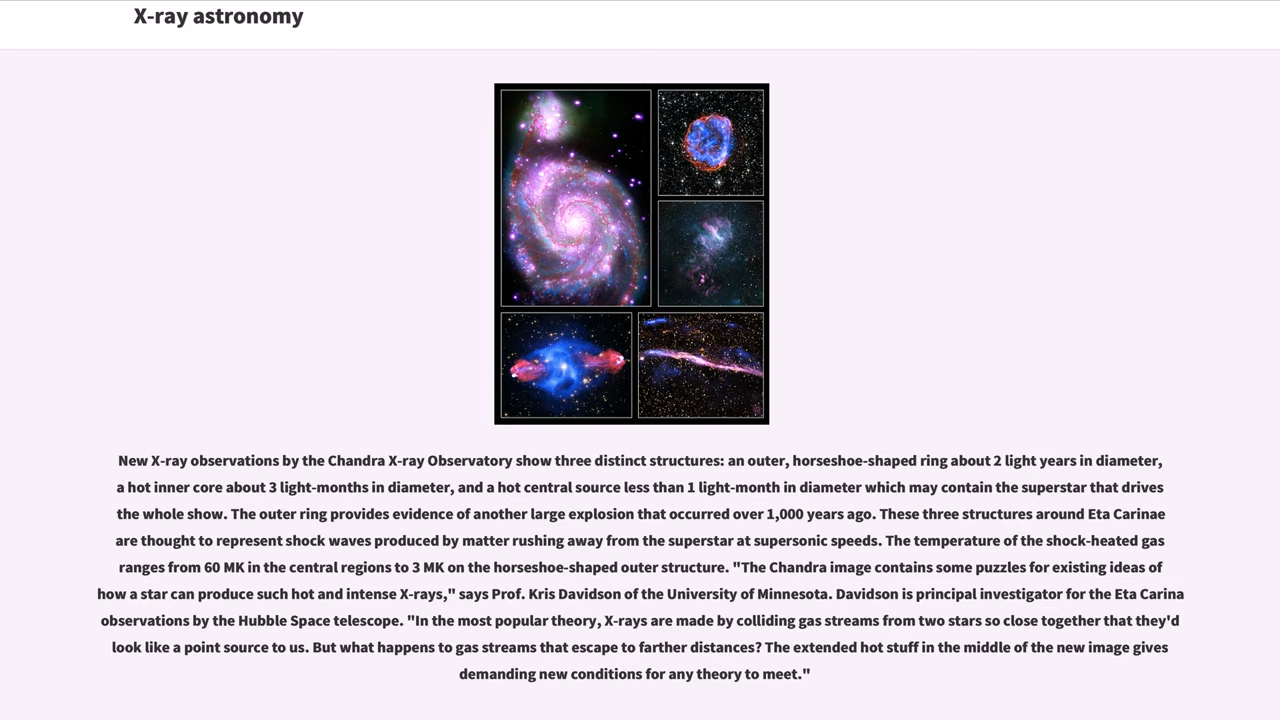 X-ray astronomy
New X-ray observations by the Chandra X-ray Observatory show three distinct structures: an outer, horseshoe-shaped ring about 2 light years in diameter,
a hot inner core about 3 light-months in diameter, and a hot central source less than 1 light-month in diameter which may contain the superstar that drives
the whole show. The outer ring provides evidence of another large explosion that occurred over 1,000 years ago. These three structures around Eta Carinae
are thought to represent shock waves produced by matter rushing away from the superstar at supersonic speeds. The temperature of the shock-heated gas
ranges from 60 MK in the central regions to 3 MK on the horseshoe-shaped outer structure. "The Chandra image contains some puzzles for existing ideas of
how a star can produce such hot and intense X-rays," says Prof. Kris Davidson of the University of Minnesota. Davidson is principal investigator for the Eta Carina
observations by the Hubble Space telescope. "In the most popular theory, X-rays are made by colliding gas streams from two stars so close together that they'd
look like a point source to us. But what happens to gas streams that escape to farther distances? The extended hot stuff in the middle of the new image gives
demanding new conditions for any theory to meet."